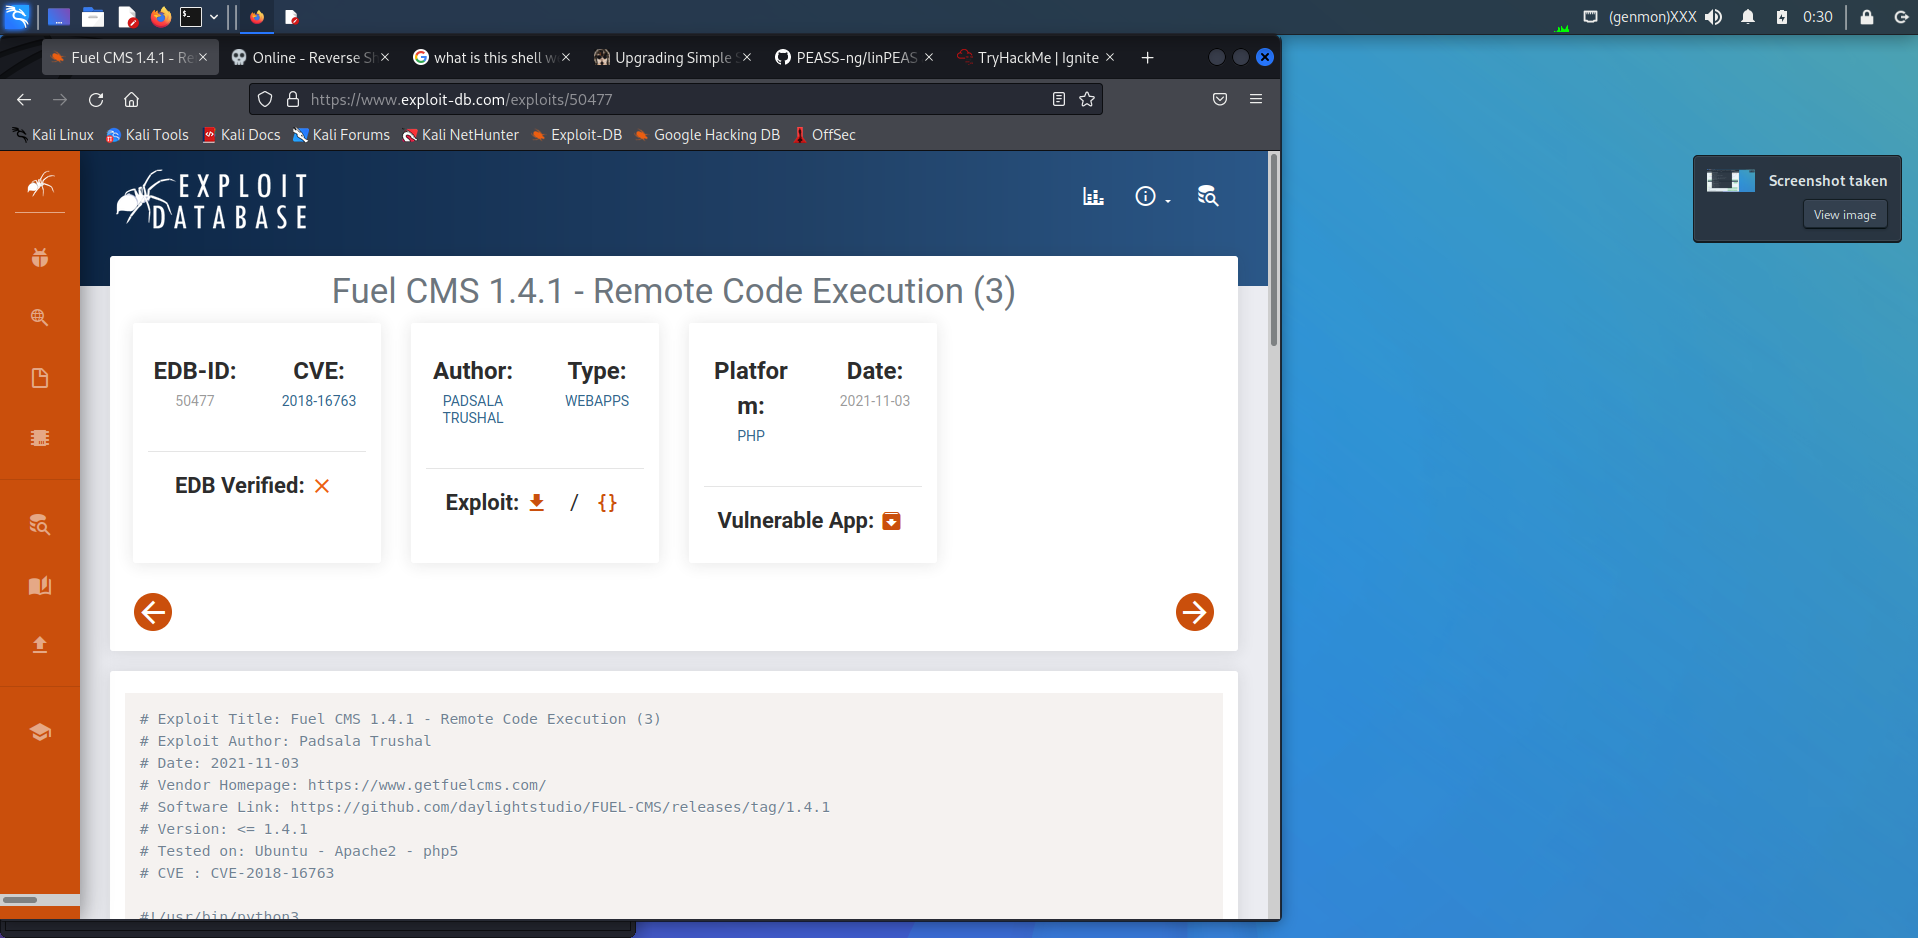 (genmon)XXX
0:30
Fuel CMS 1.4.1 - Re
Online - Reverse Sh
what is this shell w
Upgrading Simple S
PEASS-ng/linPEAS
TryHackMe | Ignite
https://www.exploit-db.com/exploits/50477
Kali Linux
Kali Tools
Kali Docs
Kali Forums
Kali NetHunter
Exploit-DB
Google Hacking DB
OffSec
EXPLOIT
DATABASE
Screenshot taken
View image
Fuel CMS 1.4.1 - Remote Code Execution (3)
EDB-ID:
50477
CVE:
2018-16763
EDB Verified:
Author:
PADSALA
TRUSHAL
Type:
WEBAPPS
Exploit: / {}
Platfor
m:
PHP
Date:
2021-11-03
Vulnerable App:
# Exploit Title: Fuel CMS 1.4.1 - Remote Code Execution (3)
# Exploit Author: Padsala Trushal
# Date: 2021-11-03
# Vendor Homepage: https://www.getfuelcms.com/
# Software Link: https://github.com/daylightstudio/FUEL-CMS/releases/tag/1.4.1
# Version: <= 1.4.1
# Tested on: Ubuntu - Apache2 - php5
# CVE : CVE-2018-16763
#!/usr/bin/python3